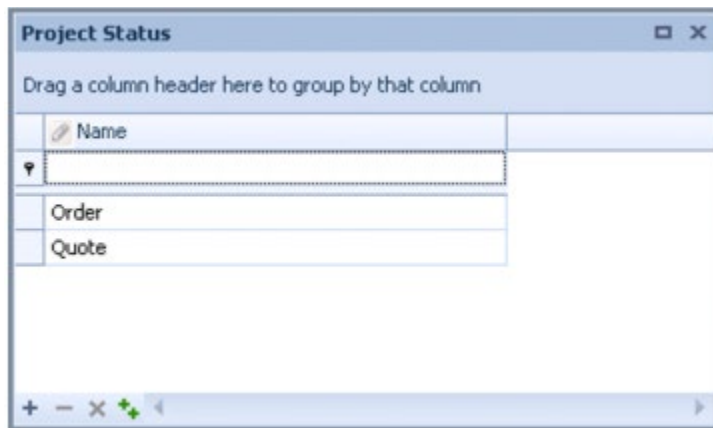 Project Status
Drag a column header here to group by that column
Name
Order
Quote